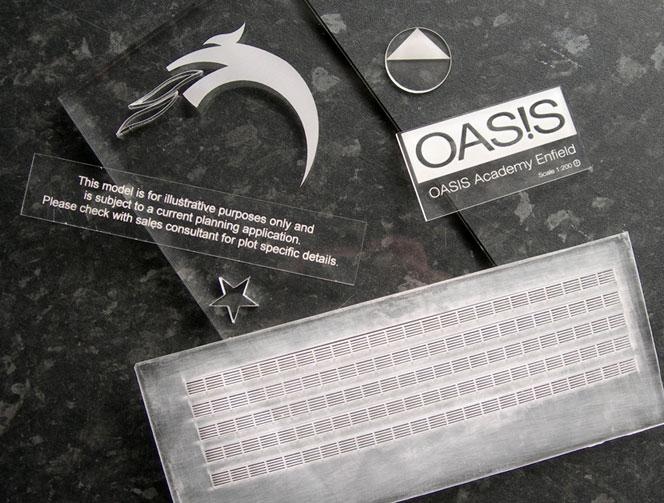 This model is for illustrative purposes only and
is subject to a current planning application.
Please check with sales consultant for plot specific details.
OAS!S
OASIS Academy Enfield
Scale 1:200